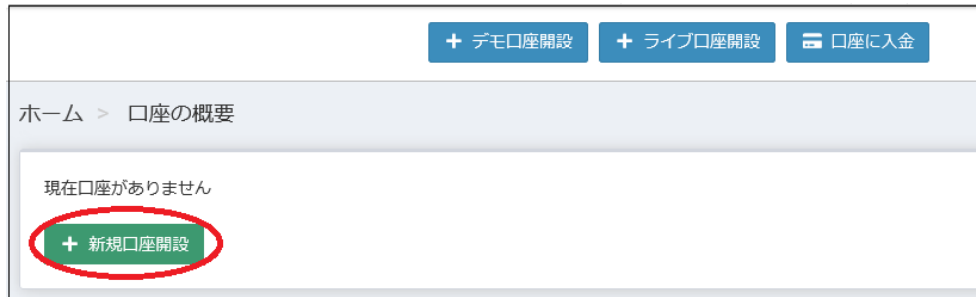 + デモ口座開設 + ライブ口座開設 口座に入金
ホーム > 口座の概要
現在口座がありません
+ 新規口座開設